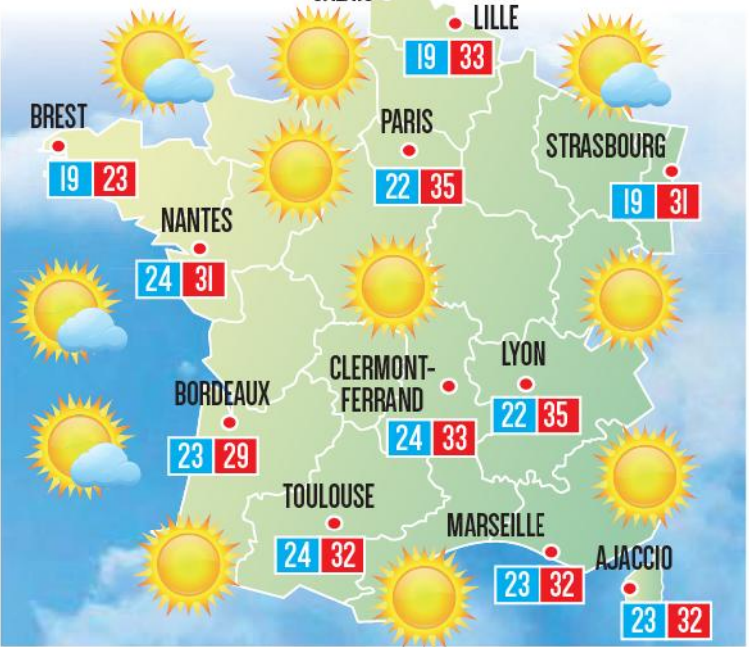 LILLE
19 33
BREST
19 23
PARIS
22 35
STRASBOURG
19 31
NANTES
24 31
CLERMONT-
FERRAND
24 33
LYON
22 35
BORDEAUX
23 29
TOULOUSE
24 32
MARSEILLE
23 32
AJACCIO
23 32